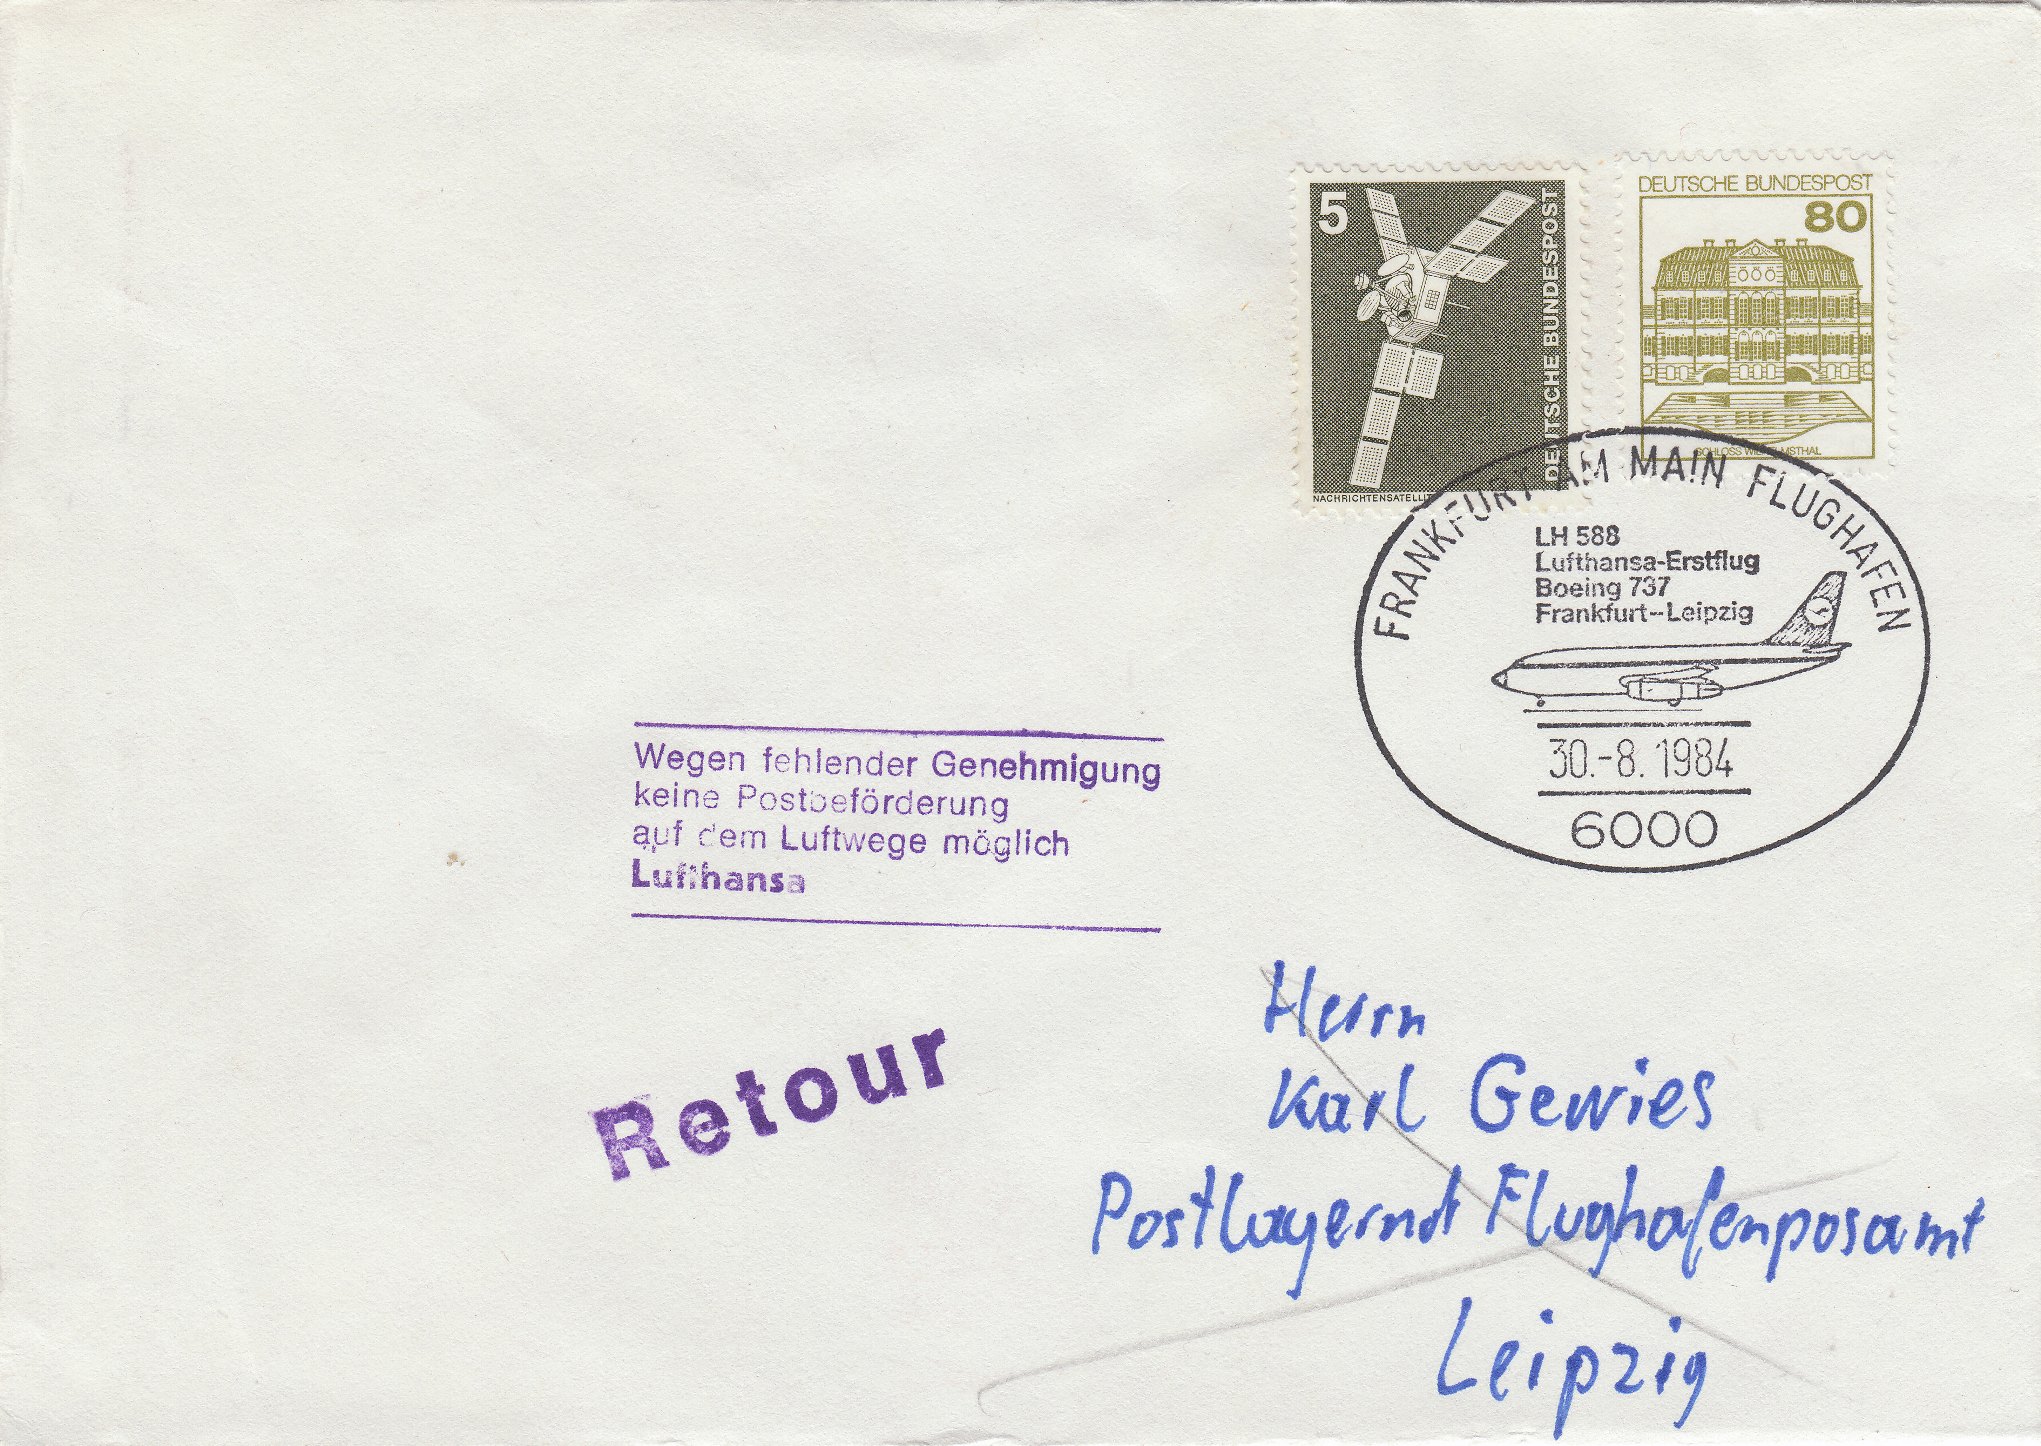 5
DEUTSCHE BUNDESPOST
NACHRICHTENSATELLIT
DEUTSCHE BUNDESPOST
80
SCHLOSS WILHELMSTHAL
FRANKFURT AM MAIN FLUGHAFEN
LH 588
Lufthansa-Erstflug
Boeing 737
Frankfurt–Leipzig
30.-8.1984
6000
Wegen fehlender Genehmigung
keine Postbeförderung
auf dem Luftwege möglich
Lufthansa
Retour
Herrn
Karl Gewies
Postlagernd Flughafenposamt
Leipzig